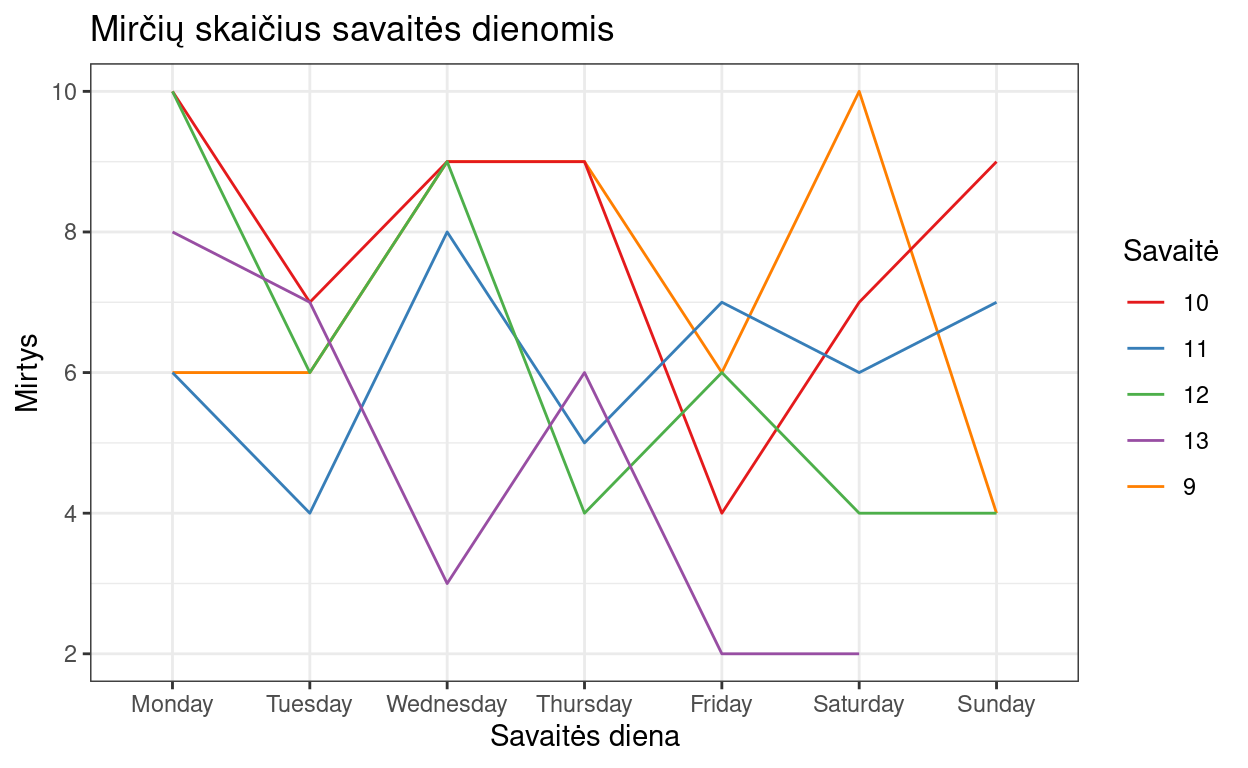 Mirčių skaičius savaitės dienomis
Mirtys
10
8
6
4
2
Monday Tuesday Wednesday Thursday Friday Saturday Sunday
Savaitės diena
Savaitė
10
11
12
13
9